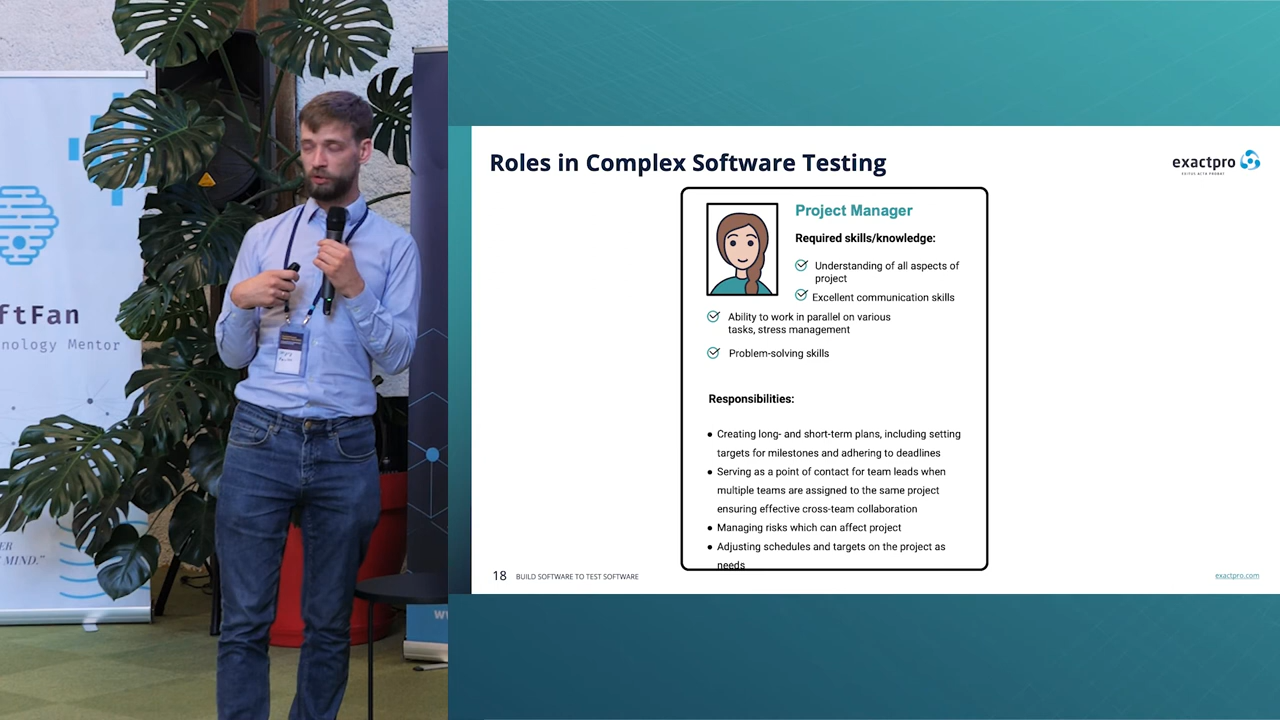 ftFan
nology Mentor
ER
MIND.”
Roles in Complex Software Testing
exactpro
EXITUS ACTA PROBAT
Project Manager
Required skills/knowledge:
Understanding of all aspects of
project
Excellent communication skills
Ability to work in parallel on various
tasks, stress management
Problem-solving skills
Responsibilities:
● Creating long- and short-term plans, including setting
targets for milestones and adhering to deadlines
● Serving as a point of contact for team leads when
multiple teams are assigned to the same project
ensuring effective cross-team collaboration
● Managing risks which can affect project
● Adjusting schedules and targets on the project as
needs
18 BUILD SOFTWARE TO TEST SOFTWARE
exactpro.com